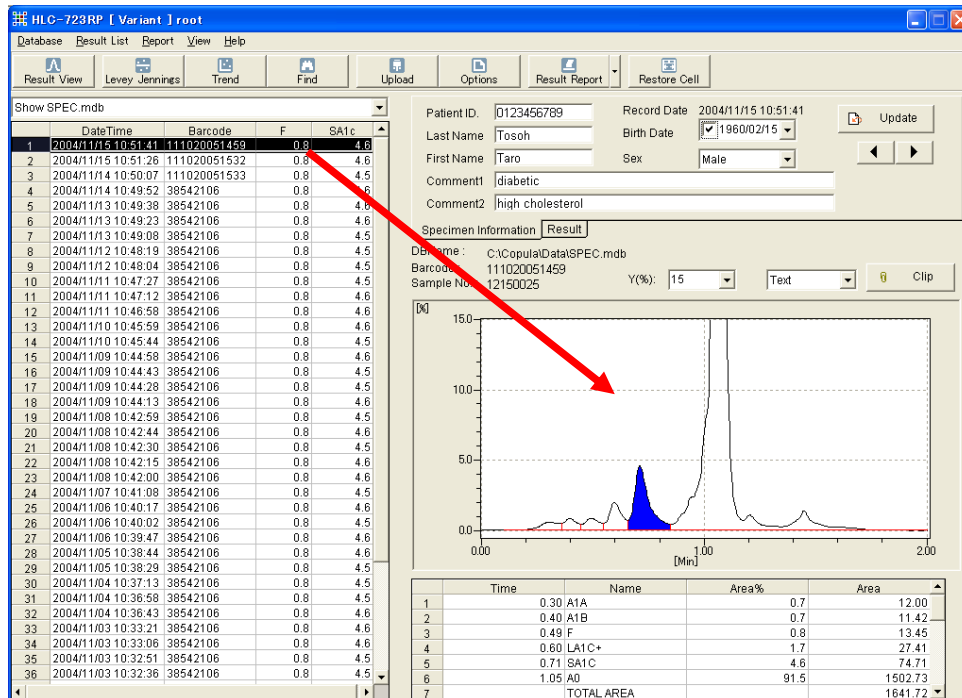 HLC-723RP [ Variant ] root
Database Result List Report View Help
Result View Levey Jennings Trend Find Upload Options Result Report Restore Cell
Show SPEC.mdb
DateTime Barcode F SA1c
1 2004/11/15 10:51:41 111020051459 0.8 4.6
2 2004/11/15 10:51:26 111020051532 0.8 4.6
3 2004/11/14 10:50:07 111020051533 0.8 4.5
4 2004/11/14 10:49:52 38542106 0.8
5 2004/11/13 10:49:38 38542106 0.8 4.6
6 2004/11/13 10:49:23 38542106 0.8 4.6
7 2004/11/13 10:49:08 38542106 0.8 4.5
8 2004/11/12 10:48:19 38542106 0.8 4.6
9 2004/11/12 10:48:04 38542106 0.8 4.6
10 2004/11/11 10:47:27 38542106 0.8 4.5
11 2004/11/11 10:47:12 38542106 0.8 4.6
12 2004/11/11 10:46:58 38542106 0.8 4.6
13 2004/11/10 10:45:59 38542106 0.8 4.5
14 2004/11/10 10:45:44 38542106 0.8 4.5
15 2004/11/09 10:44:58 38542106 0.8 4.6
16 2004/11/09 10:44:43 38542106 0.8 4.6
17 2004/11/09 10:44:28 38542106 0.8 4.6
18 2004/11/09 10:44:13 38542106 0.8 4.6
19 2004/11/08 10:42:59 38542106 0.8 4.5
20 2004/11/08 10:42:44 38542106 0.8 4.6
21 2004/11/08 10:42:30 38542106 0.8 4.5
22 2004/11/08 10:42:15 38542106 0.8 4.6
23 2004/11/08 10:42:00 38542106 0.8 4.6
24 2004/11/07 10:41:08 38542106 0.8 4.5
25 2004/11/06 10:40:17 38542106 0.8 4.6
26 2004/11/06 10:40:02 38542106 0.8 4.5
27 2004/11/06 10:39:47 38542106 0.8 4.6
28 2004/11/05 10:38:44 38542106 0.8 4.6
29 2004/11/05 10:38:29 38542106 0.8 4.5
30 2004/11/04 10:37:13 38542106 0.8 4.5
31 2004/11/04 10:36:58 38542106 0.8 4.6
32 2004/11/04 10:36:43 38542106 0.8 4.6
33 2004/11/03 10:33:21 38542106 0.8 4.6
34 2004/11/03 10:33:06 38542106 0.8 4.6
35 2004/11/03 10:32:51 38542106 0.8 4.5
36 2004/11/03 10:32:36 38542106 0.8 4.5
Patient ID. 0123456789 Record Date 2004/11/15 10:51:41 Update
Last Name Tosoh Birth Date 1960/02/15
First Name Taro Sex Male
Comment1 diabetic
Comment2 high cholesterol
Specimen Information Result
DBName : C:\Copula\Data\SPEC.mdb
Barcode : 111020051459
Sample No. 12150025 Y(%): 15 Text Clip
[%]
15.0
10.0
5.0
0.0
0.00 1.00 2.00
[Min]
Time Name Area% Area
1 0.30 A1A 0.7 12.00
2 0.40 A1B 0.7 11.42
3 0.49 F 0.8 13.45
4 0.60 LA1C+ 1.7 27.41
5 0.71 SA1C 4.6 74.71
6 1.05 A0 91.5 1502.73
7 TOTAL AREA 1641.72